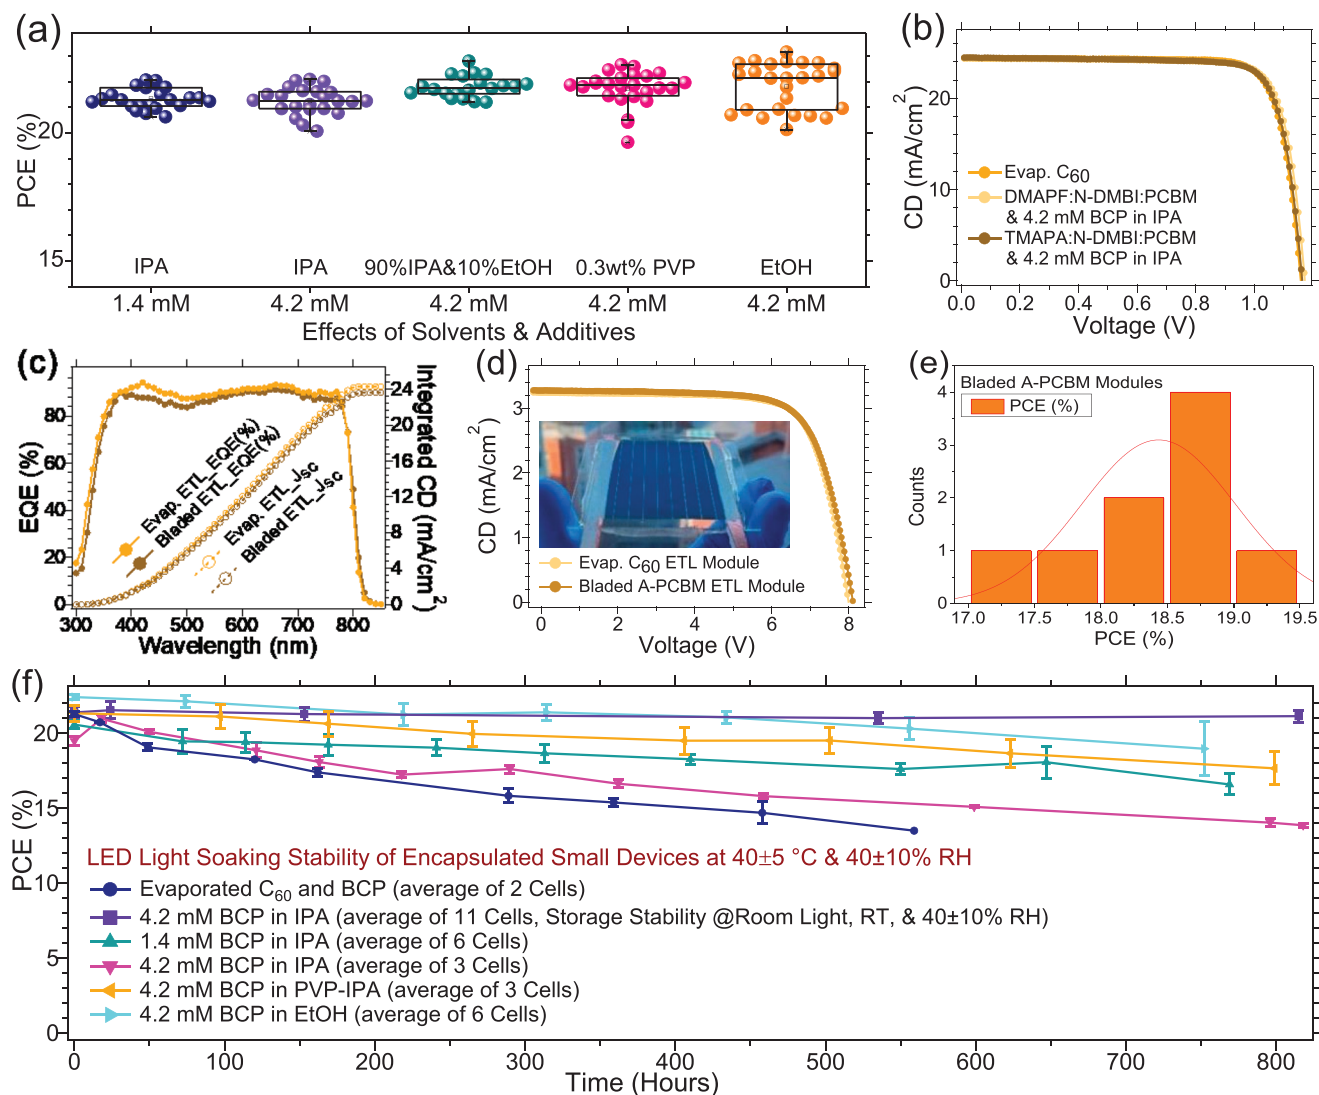 (a)
PCE (%)
20
15
IPA
IPA
90%IPA&10%EtOH
0.3wt% PVP
EtOH
1.4 mM
4.2 mM
4.2 mM
4.2 mM
4.2 mM
Effects of Solvents & Additives
(b)
CD (mA/cm2)
20
10
0
Evap. C60
DMAPF:N-DMBI:PCBM
& 4.2 mM BCP in IPA
TMAPA:N-DMBI:PCBM
& 4.2 mM BCP in IPA
0.0 0.2 0.4 0.6 0.8 1.0
Voltage (V)
(c)
EQE (%)
80
60
40
20
0
Evap. ETL_EQE(%)
Bladed ETL_EQE(%)
Evap. ETL_Jsc
Bladed ETL_Jsc
24
20
16
12
8
4
0
Integrated CD (mA/cm2)
300 400 500 600 700 800
Wavelength (nm)
(d)
CD (mA/cm2)
3
2
1
0
Evap. C60 ETL Module
Bladed A-PCBM ETL Module
0 2 4 6 8
Voltage (V)
(e)
Bladed A-PCBM Modules
PCE (%)
Counts
4
3
2
1
0
17.0 17.5 18.0 18.5 19.0 19.5
PCE (%)
(f)
PCE (%)
20
15
10
5
0
LED Light Soaking Stability of Encapsulated Small Devices at 40±5 °C & 40±10% RH
Evaporated C60 and BCP (average of 2 Cells)
4.2 mM BCP in IPA (average of 11 Cells, Storage Stability @Room Light, RT, & 40±10% RH)
1.4 mM BCP in IPA (average of 6 Cells)
4.2 mM BCP in IPA (average of 3 Cells)
4.2 mM BCP in PVP-IPA (average of 3 Cells)
4.2 mM BCP in EtOH (average of 6 Cells)
0 100 200 300 400 500 600 700 800
Time (Hours)